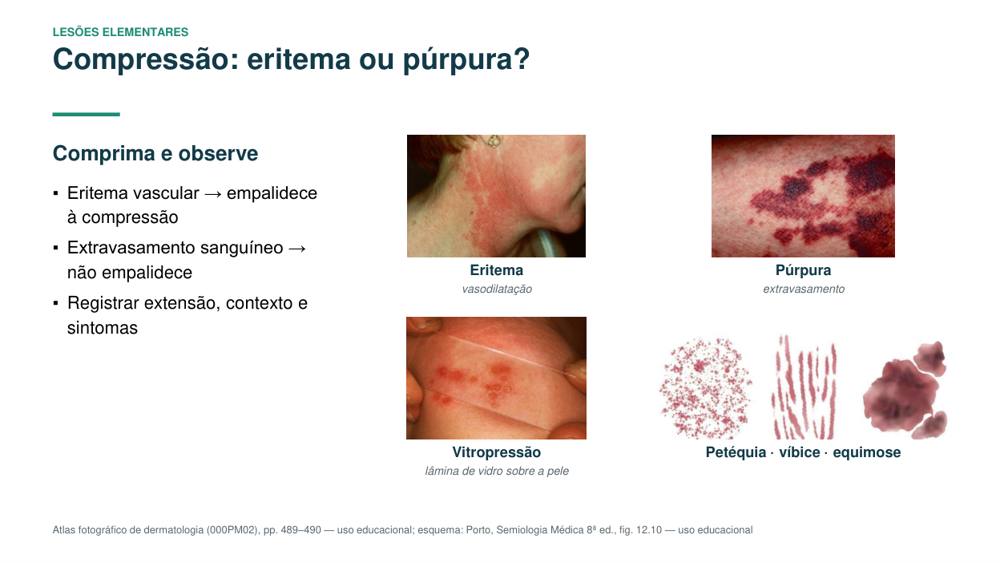 LESÕES ELEMENTARES
Compressão: eritema ou púrpura?
Comprima e observe
▪ Eritema vascular → empalidece
à compressão
▪ Extravasamento sanguíneo →
não empalidece
▪ Registrar extensão, contexto e
sintomas
Eritema
vasodilatação
Púrpura
extravasamento
Vitropressão
lâmina de vidro sobre a pele
Petéquia · víbice · equimose
Atlas fotográfico de dermatologia (000PM02), pp. 489–490 — uso educacional; esquema: Porto, Semiologia Médica 8ª ed., fig. 12.10 — uso educacional